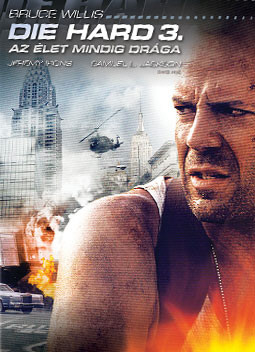 BRUCE WILLIS
DIE HARD 3.
AZ ÉLET MINDIG DRÁGA
JEREMY IRONS SAMUEL L. JACKSON